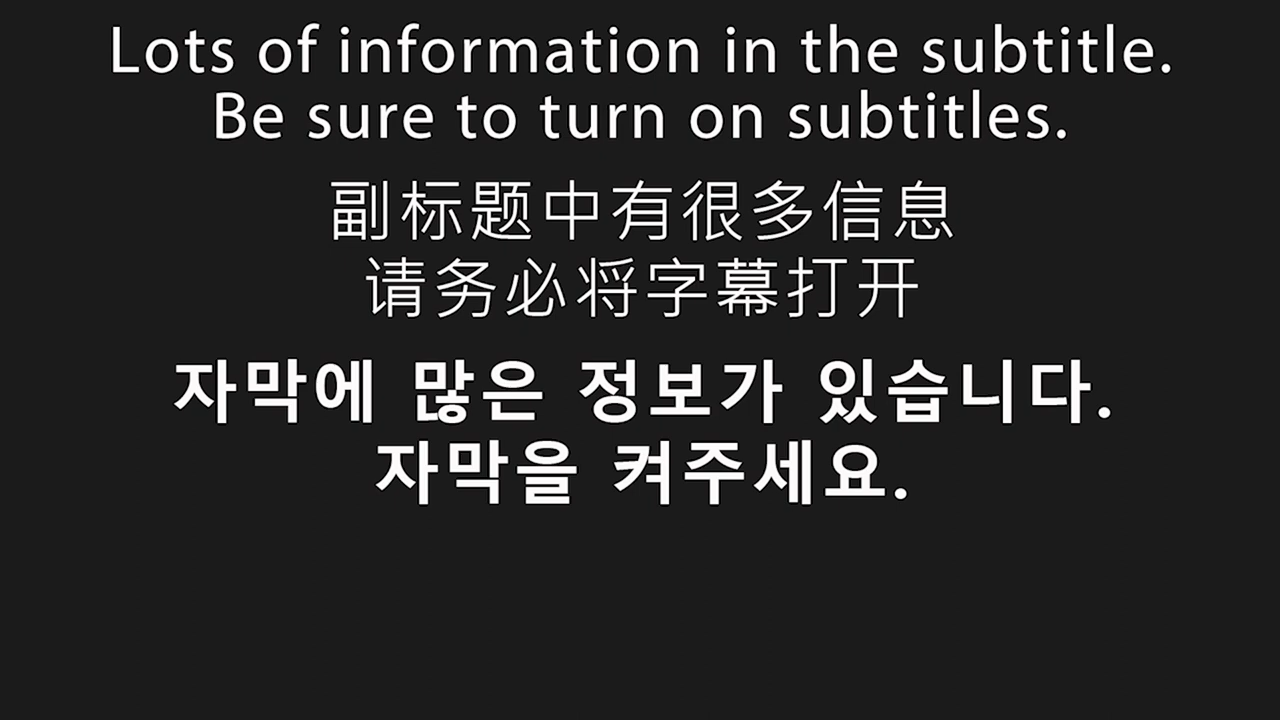 Lots of information in the subtitle.
Be sure to turn on subtitles.
副标题中有很多信息
请务必将字幕打开
자막에 많은 정보가 있습니다.
자막을 켜주세요.